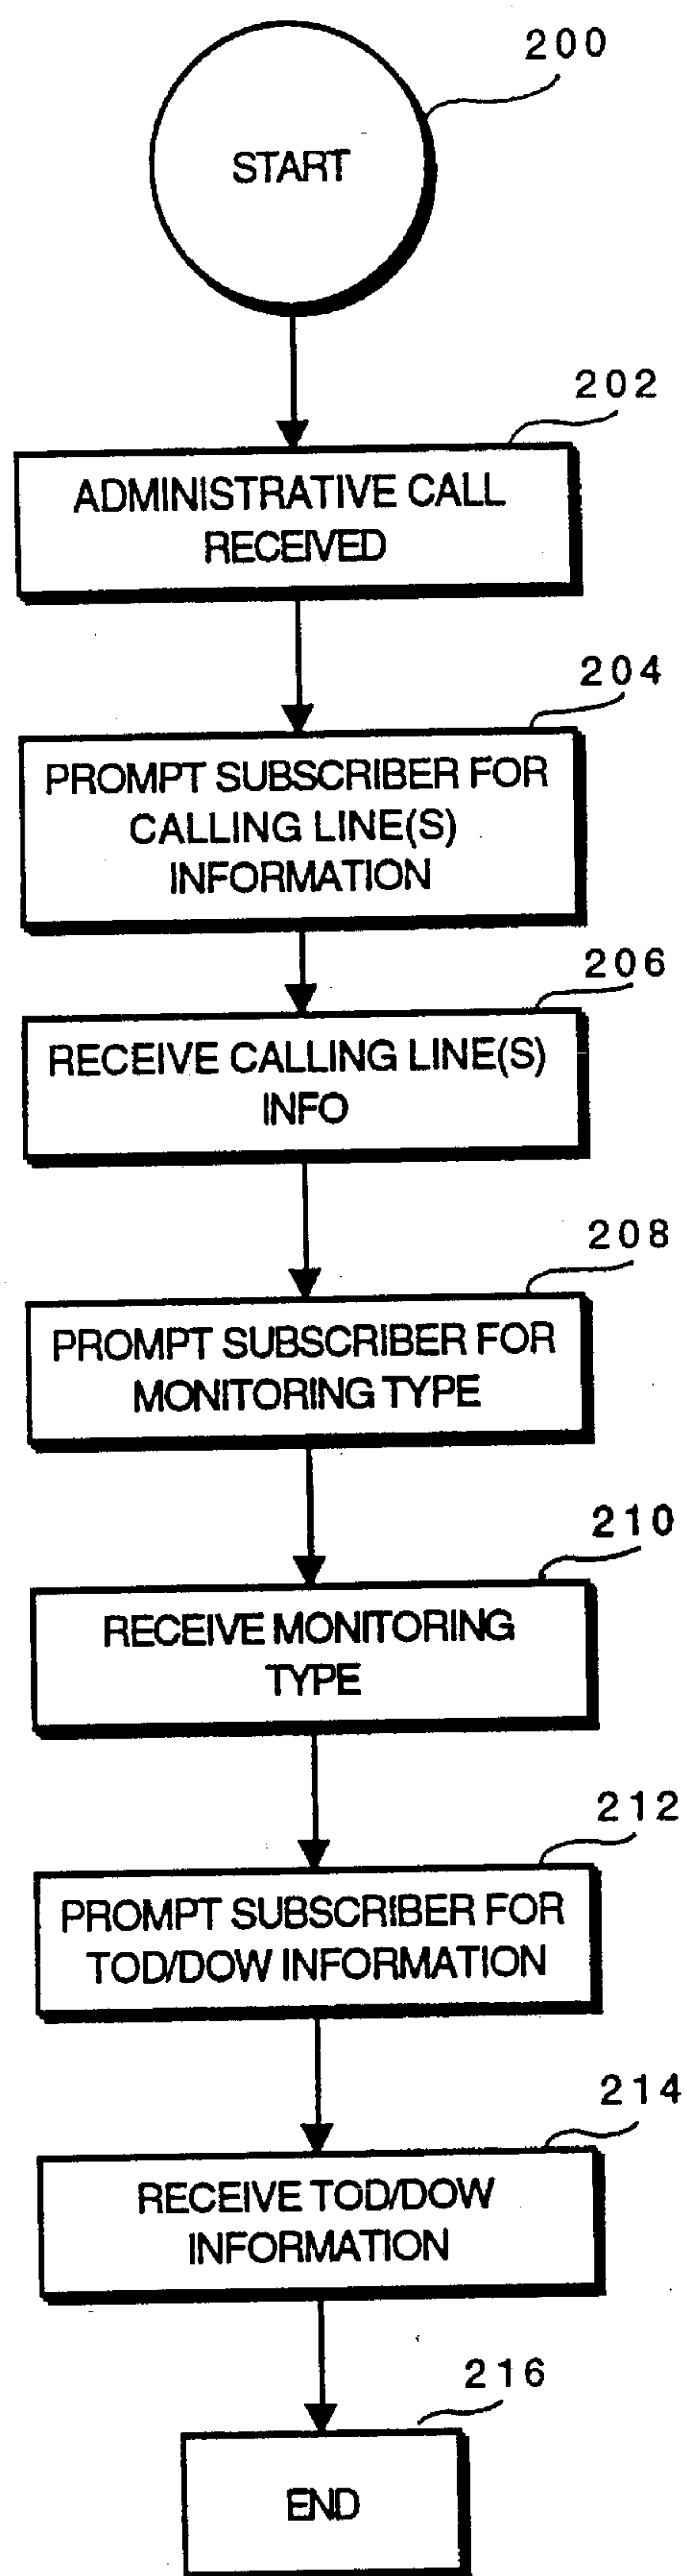 200
START
202
ADMINISTRATIVE CALL
RECEIVED
204
PROMPT SUBSCRIBER FOR
CALLING LINE(S)
INFORMATION
206
RECEIVE CALLING LINE(S)
INFO
208
PROMPT SUBSCRIBER FOR
MONITORING TYPE
210
RECEIVE MONITORING
TYPE
212
PROMPT SUBSCRIBER FOR
TOD/DOW INFORMATION
214
RECEIVE TOD/DOW
INFORMATION
216
END